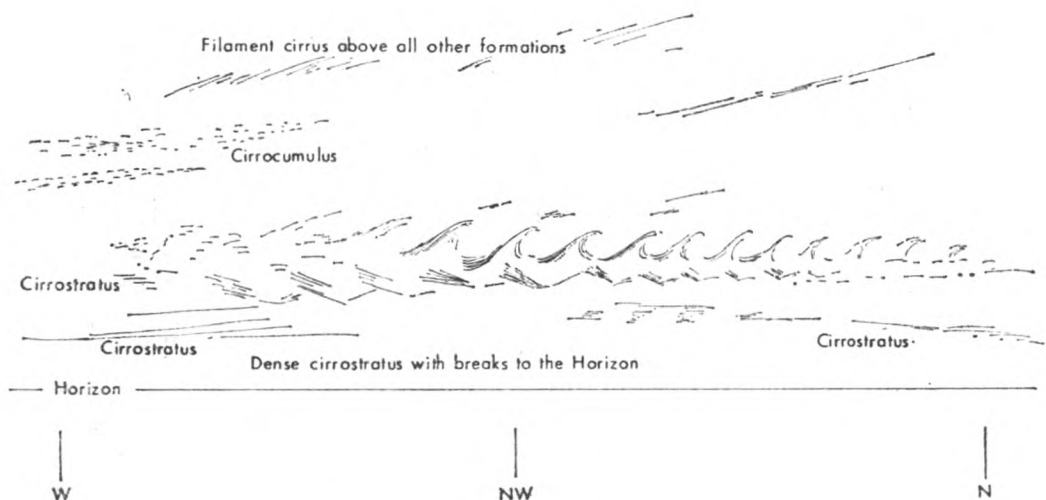 Filament cirrus above all other formations
Cirrocumulus
Cirrostratus
Cirrostratus
Cirrostratus.
Dense cirrostratus with breaks to the Horizon
Horizon
W
NW
N